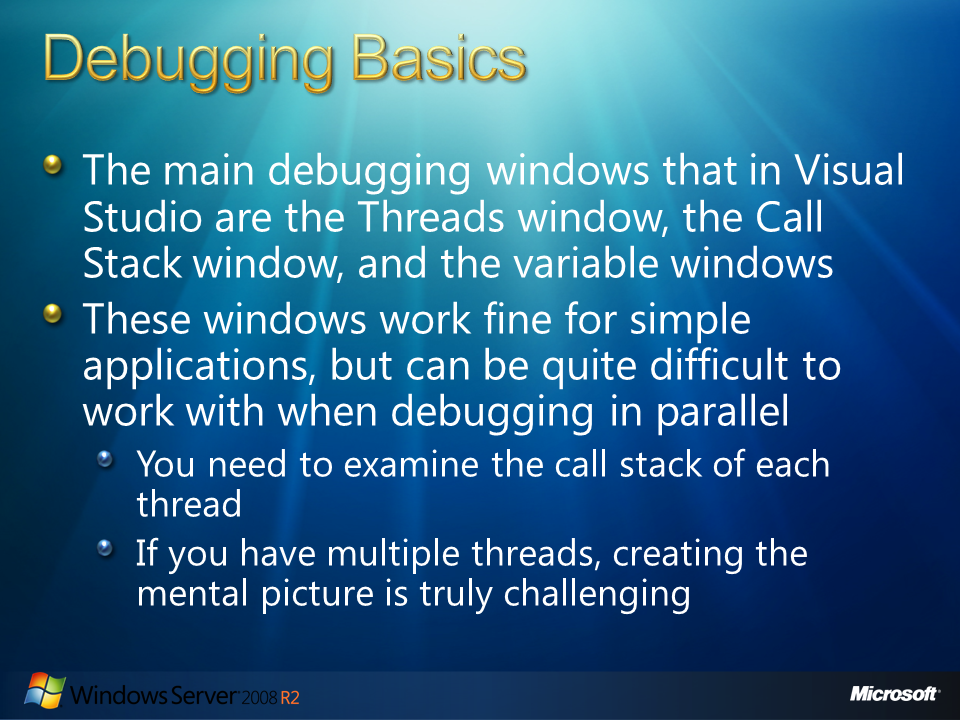 Debugging Basics
The main debugging windows that in Visual
Studio are the Threads window, the Call
Stack window, and the variable windows
These windows work fine for simple
applications, but can be quite difficult to
work with when debugging in parallel
You need to examine the call stack of each
thread
If you have multiple threads, creating the
mental picture is truly challenging
Windows Server 2008 R2
Microsoft